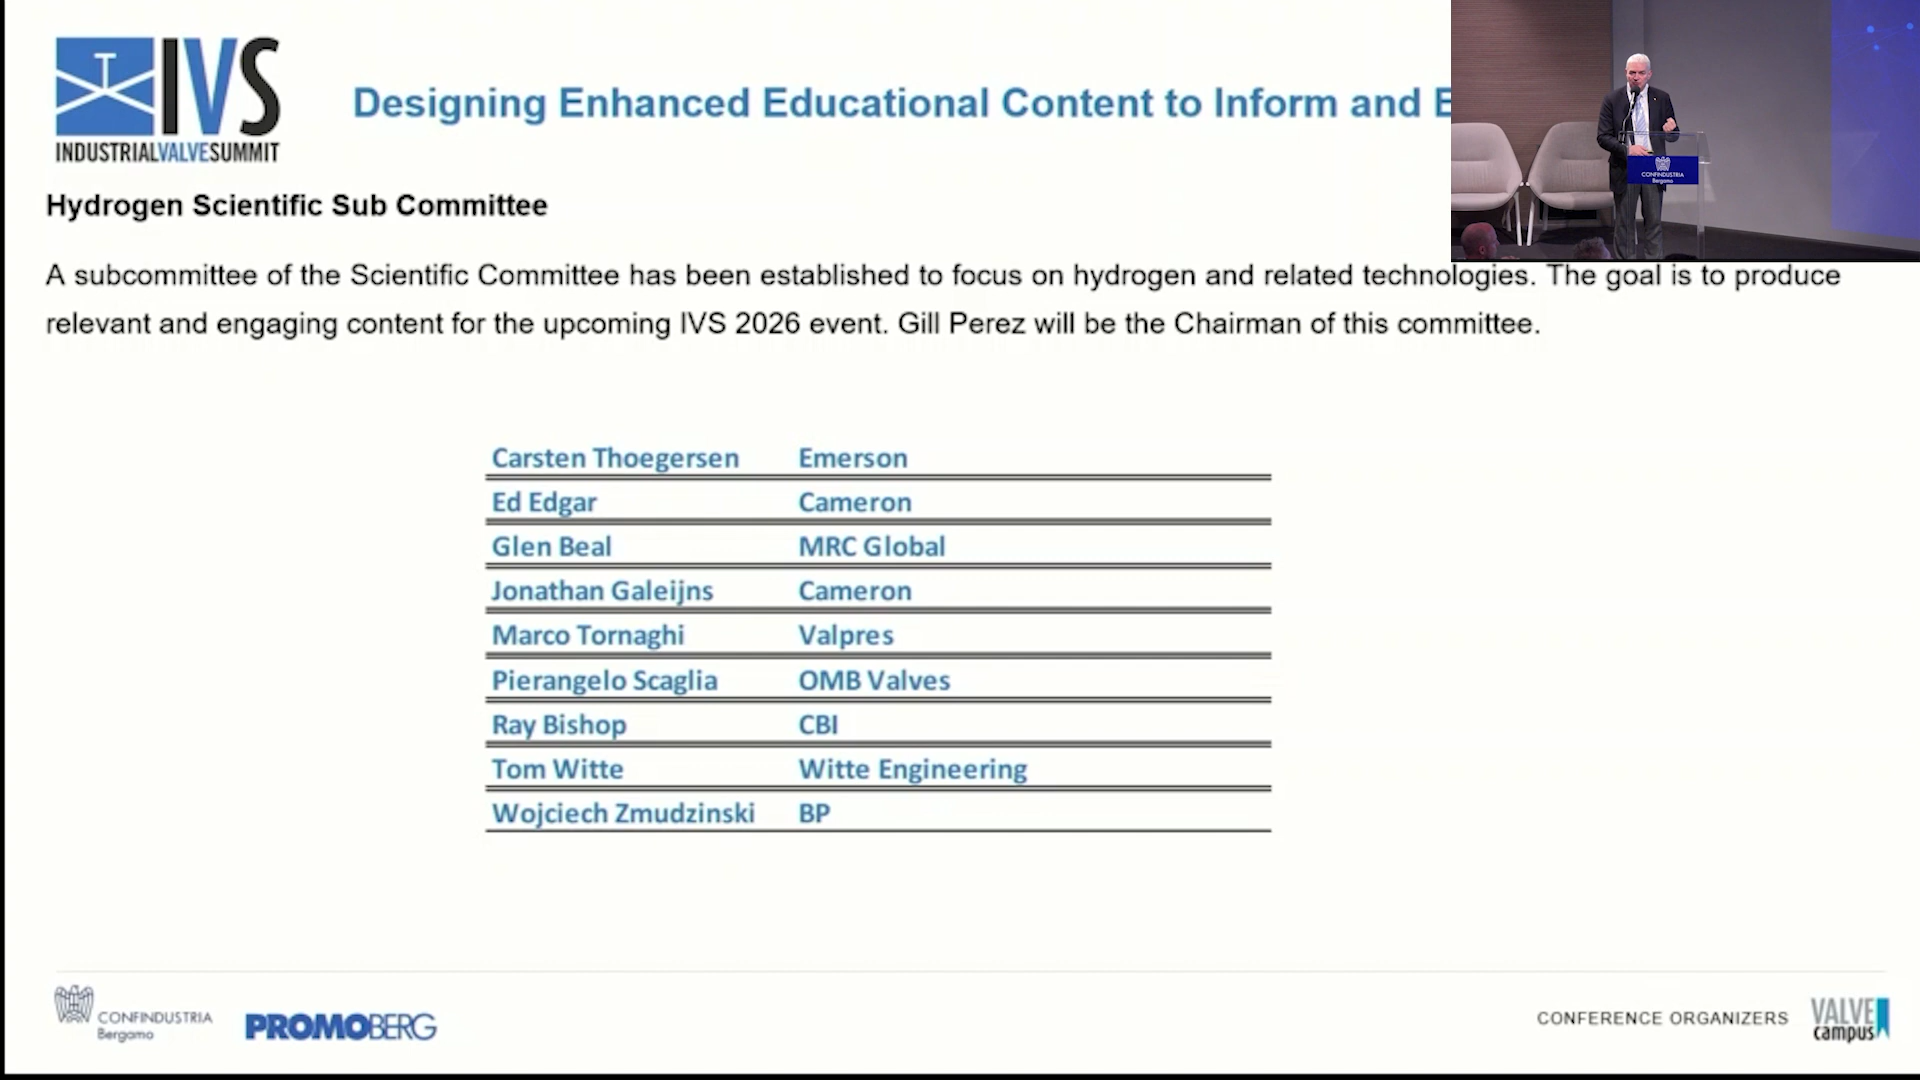 IVS
INDUSTRIALVALVESUMMIT
Designing Enhanced Educational Content to Inform and E
CONFINDUSTRIA
Bergamo
Hydrogen Scientific Sub Committee
A subcommittee of the Scientific Committee has been established to focus on hydrogen and related technologies. The goal is to produce
relevant and engaging content for the upcoming IVS 2026 event. Gill Perez will be the Chairman of this committee.
Carsten Thoegersen Emerson
Ed Edgar Cameron
Glen Beal MRC Global
Jonathan Galeijns Cameron
Marco Tornaghi Valpres
Pierangelo Scaglia OMB Valves
Ray Bishop CBI
Tom Witte Witte Engineering
Wojciech Zmudzinski BP
CONFINDUSTRIA
Bergamo
PROMOBERG
CONFERENCE ORGANIZERS
VALVE
campus